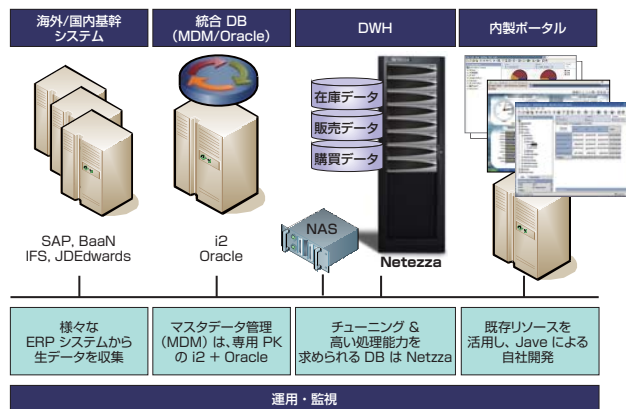 海外/国内基幹
システム
統合 DB
(MDM/Oracle)
DWH
内製ポータル
在庫データ
販売データ
購買データ
NAS
SAP, BaaN
IFS, JDEdwards
i2
Oracle
Netezza
様々な
ERP システムから
生データを収集
マスタデータ管理
(MDM) は、専用 PK
の i2 + Oracle
チューニング &
高い処理能力を
求められる DB は Netzza
既存リソースを
活用し、Jave による
自社開発
運用・監視